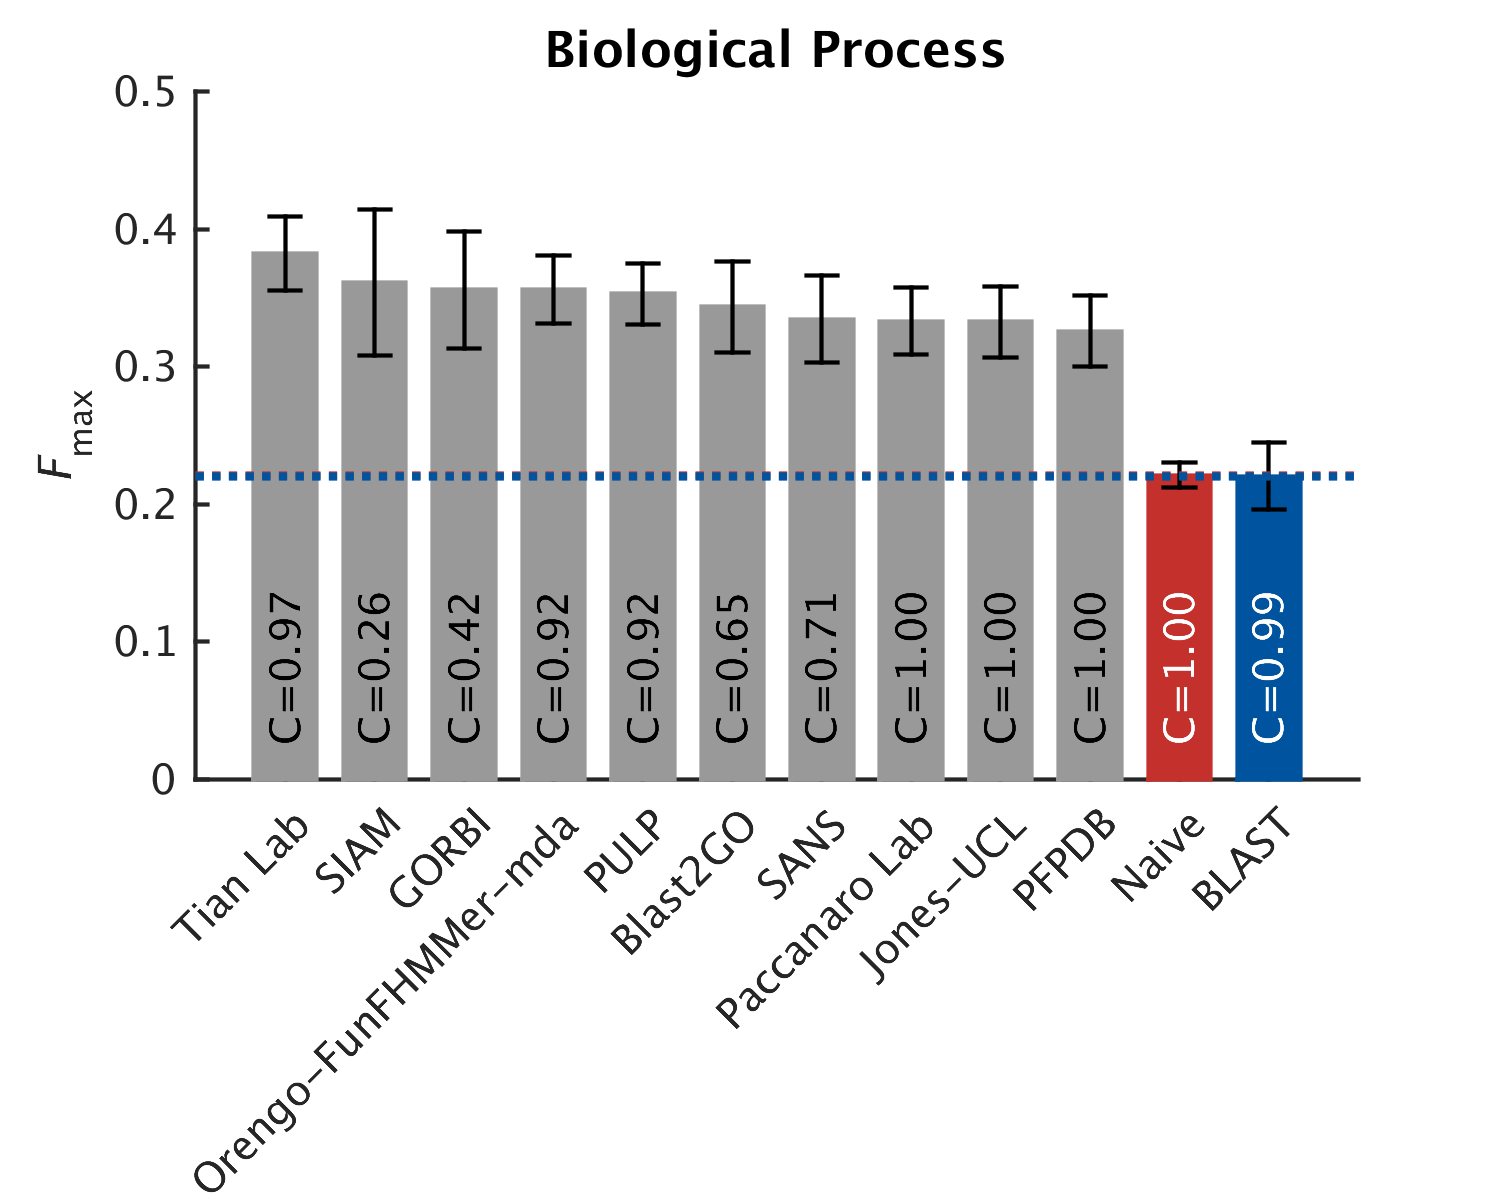 Biological Process
0.5
0.4
0.3
0.2
0.1
0
Fmax
C=0.97
C=0.26
C=0.42
C=0.92
C=0.92
C=0.65
C=0.71
C=1.00
C=1.00
C=1.00
C=1.00
C=0.99
Tian Lab
SIAM
GORBI
Orengo–FunFHMMer–mda
PULP
Blast2GO
SANS
Paccanaro Lab
Jones–UCL
PFPDB
Naive
BLAST